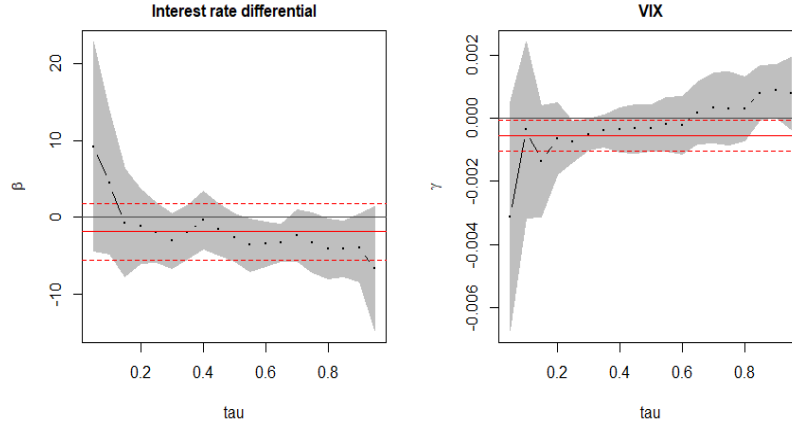 Interest rate differential
β
20
10
0
-10
0.2 0.4 0.6 0.8
tau
VIX
γ
0.002
0.000
-0.002
-0.004
-0.006
0.2 0.4 0.6 0.8
tau